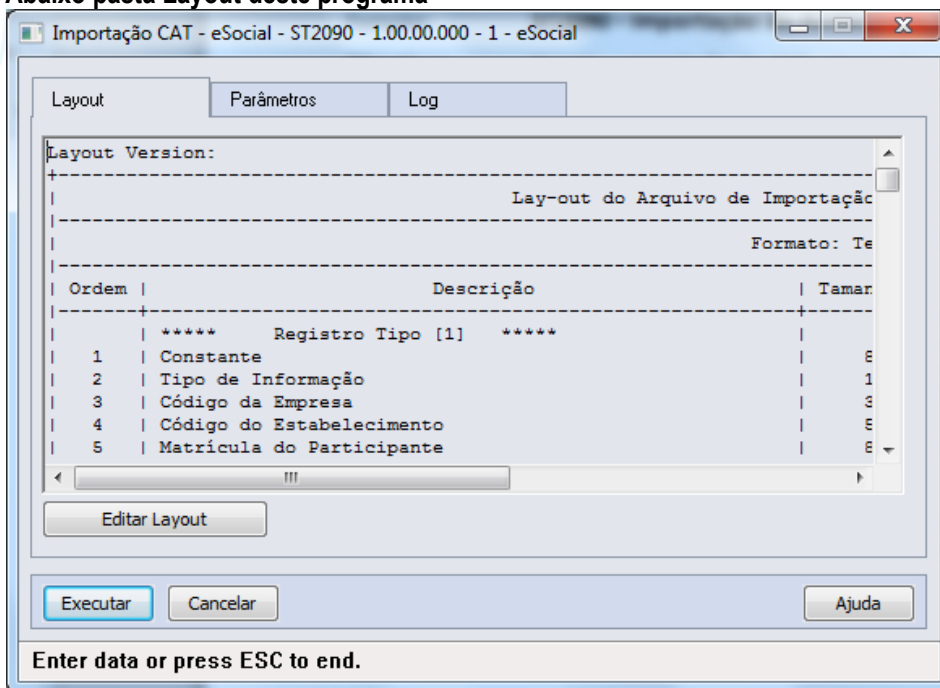 Abaixo pasta Layout deste programa
Importação CAT - eSocial - ST2090 - 1.00.00.000 - 1 - eSocial
Layout Parâmetros Log
Layout Version:
Lay-out do Arquivo de Importação
Formato: Te
| Ordem | Descrição | Taman
| | ***** Registro Tipo [1] ***** |
| 1 | Constante |
| 2 | Tipo de Informação | 1
| 3 | Código da Empresa | 3
| 4 | Código do Estabelecimento |
| 5 | Matrícula do Participante |
Editar Layout
Executar Cancelar Ajuda
Enter data or press ESC to end.